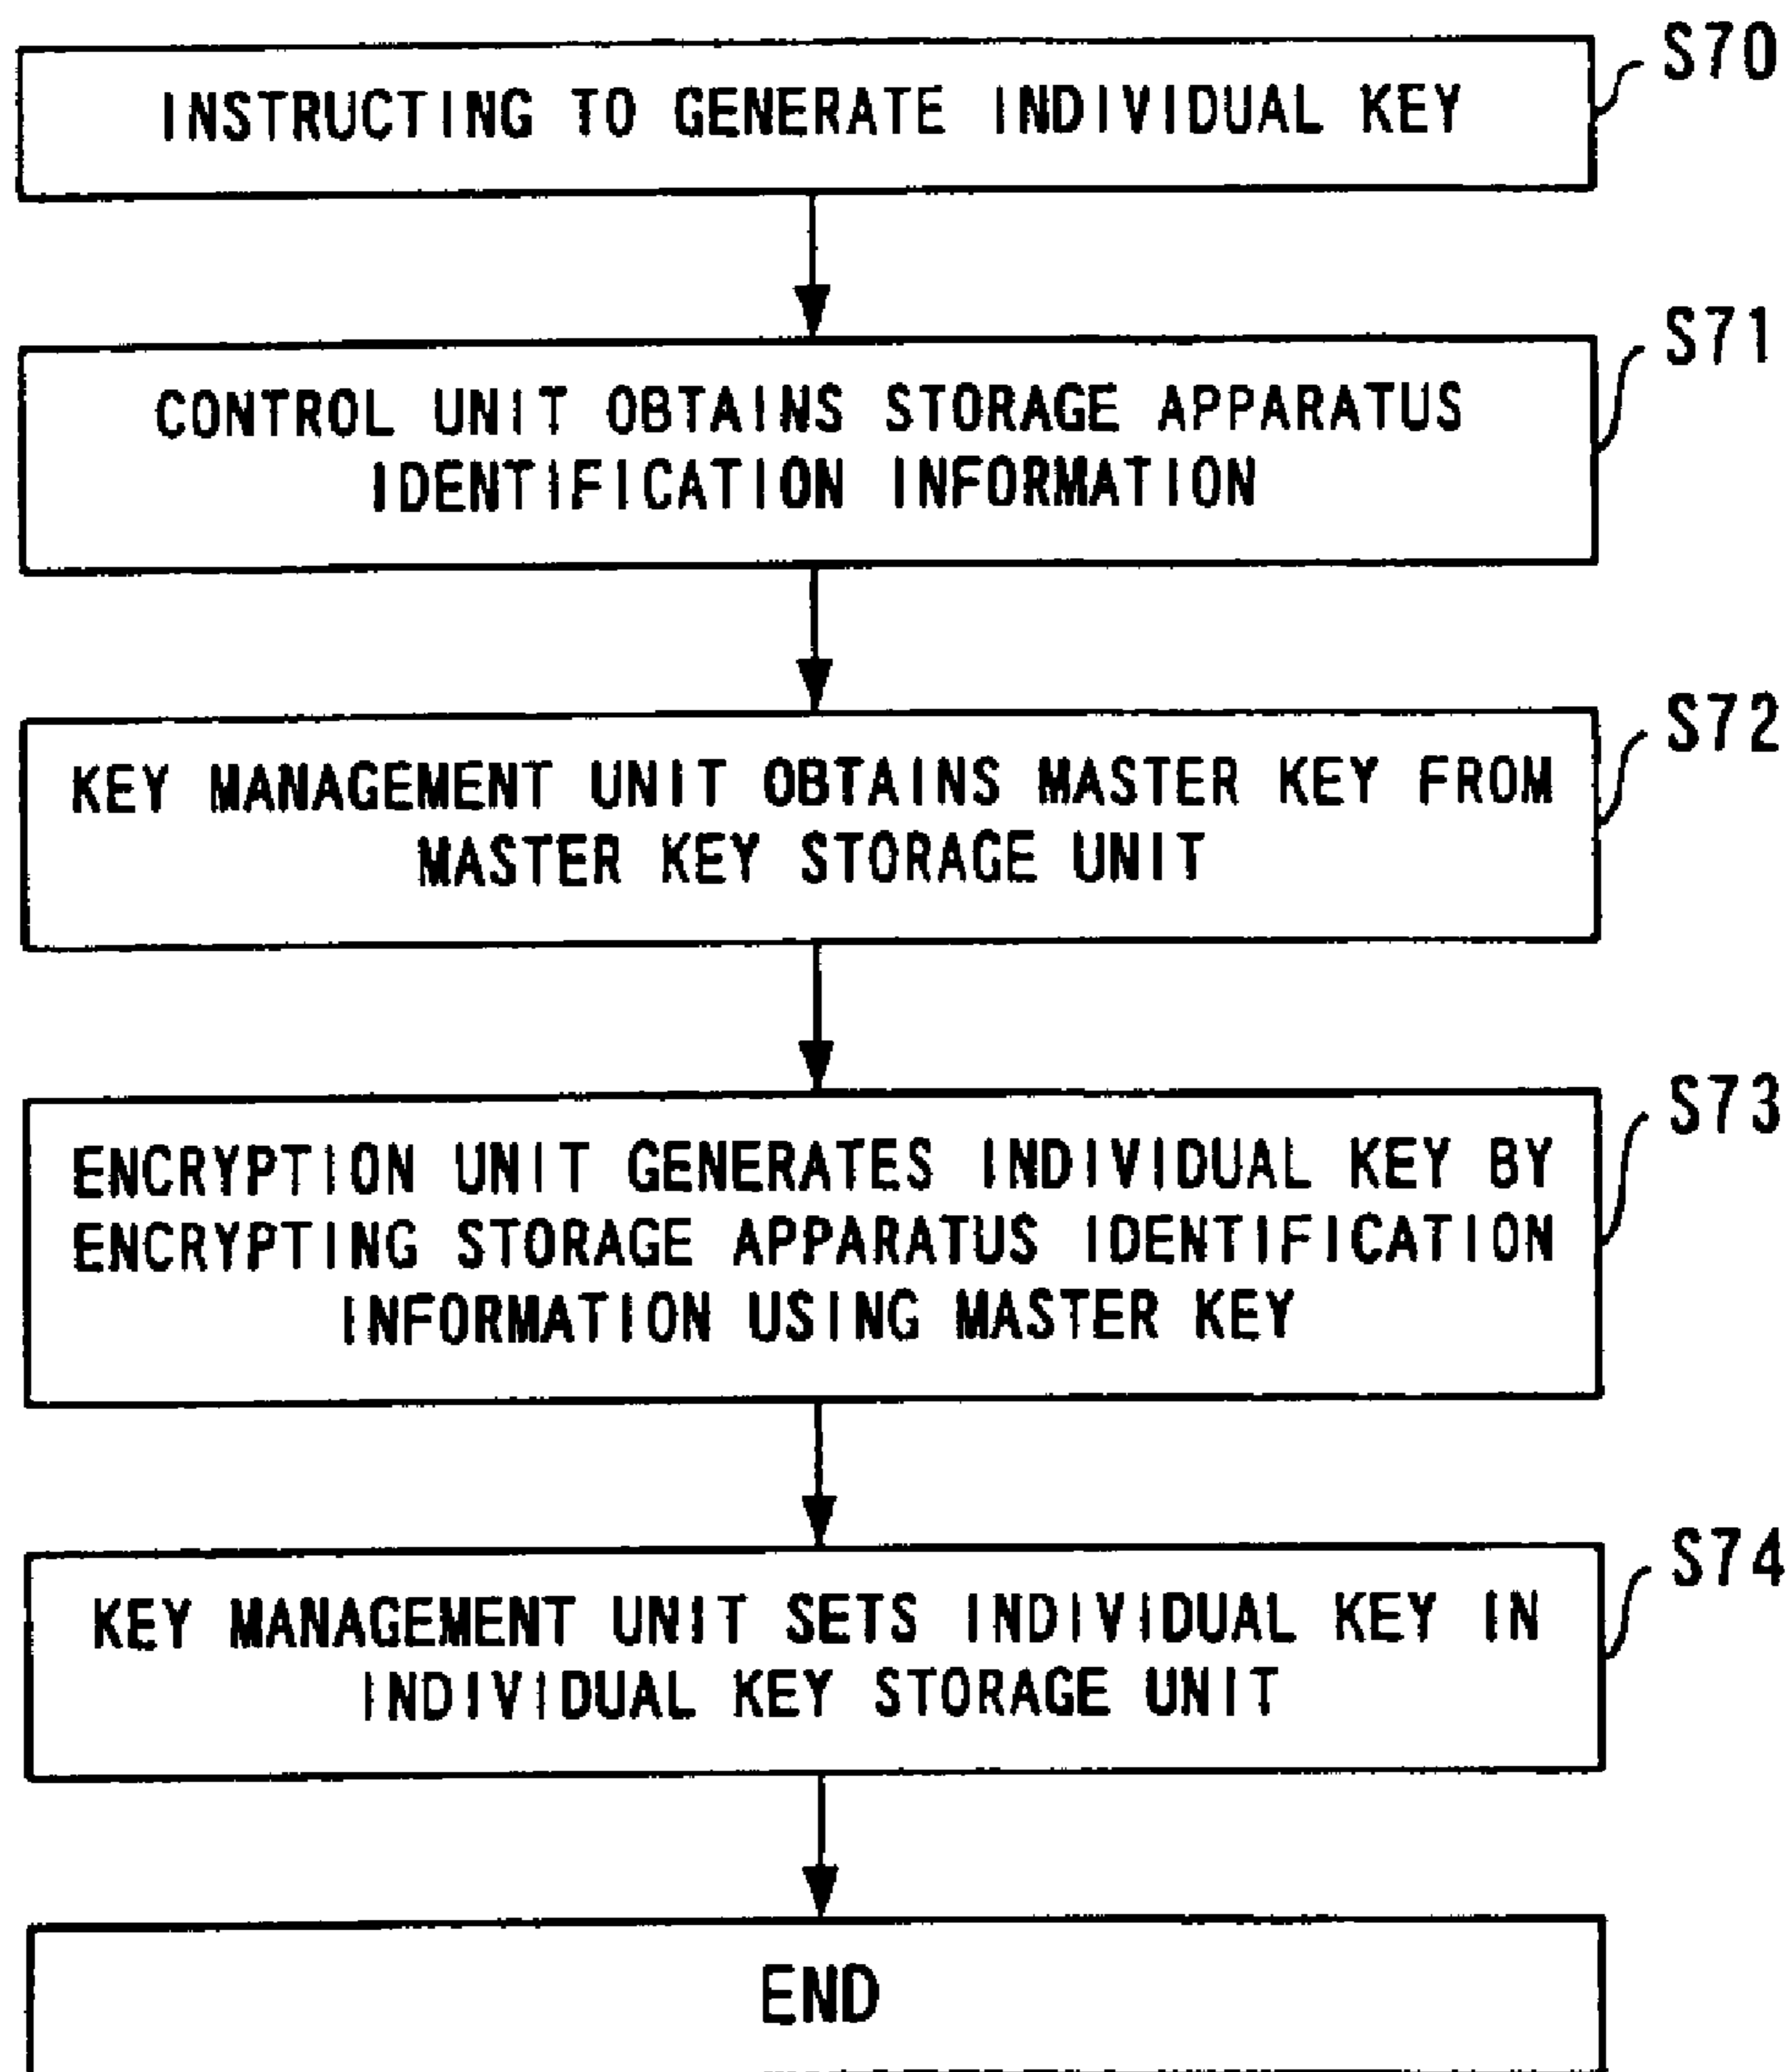 S70
INSTRUCTING TO GENERATE INDIVIDUAL KEY
S71
CONTROL UNIT OBTAINS STORAGE APPARATUS
IDENTIFICATION INFORMATION
S72
KEY MANAGEMENT UNIT OBTAINS MASTER KEY FROM
MASTER KEY STORAGE UNIT
S73
ENCRYPTION UNIT GENERATES INDIVIDUAL KEY BY
ENCRYPTING STORAGE APPARATUS IDENTIFICATION
INFORMATION USING MASTER KEY
S74
KEY MANAGEMENT UNIT SETS INDIVIDUAL KEY IN
INDIVIDUAL KEY STORAGE UNIT
END